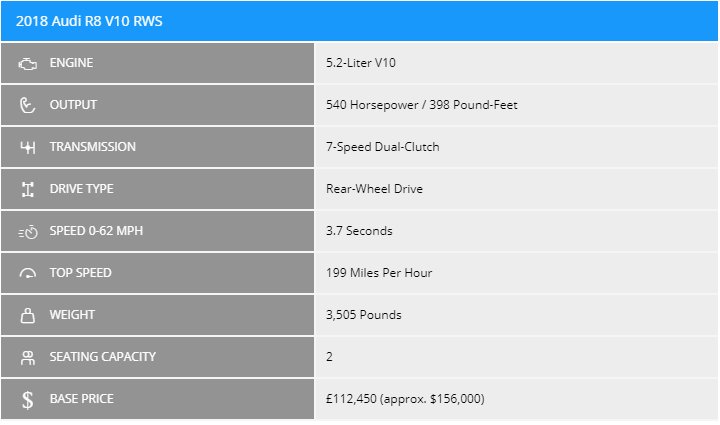 2018 Audi R8 V10 RWS
ENGINE 5.2-Liter V10
OUTPUT 540 Horsepower / 398 Pound-Feet
TRANSMISSION 7-Speed Dual-Clutch
DRIVE TYPE Rear-Wheel Drive
SPEED 0-62 MPH 3.7 Seconds
TOP SPEED 199 Miles Per Hour
WEIGHT 3,505 Pounds
SEATING CAPACITY 2
$ BASE PRICE £112,450 (approx. $156,000)